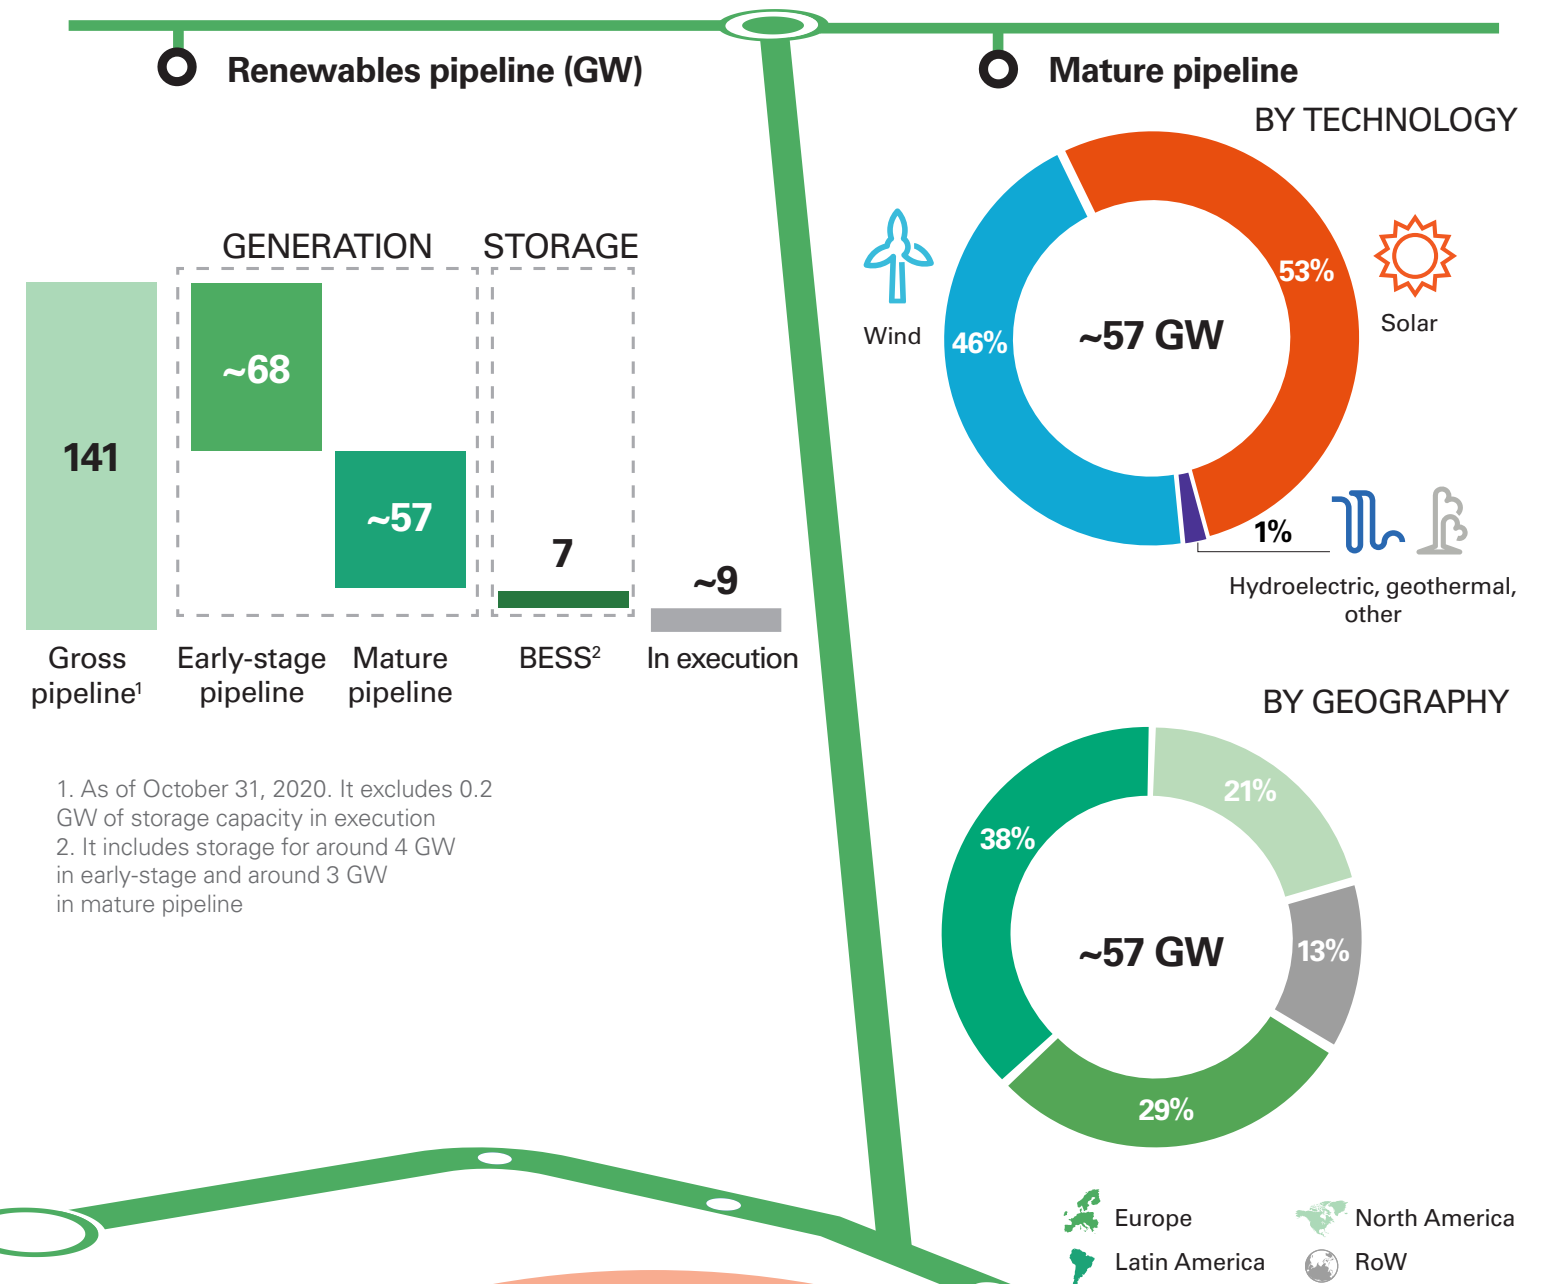 Renewables pipeline (GW)
GENERATION
STORAGE
141
~68
~57
7
~9
Gross
pipeline1
Early-stage
pipeline
Mature
pipeline
BESS2
In execution
1. As of October 31, 2020. It excludes 0.2
GW of storage capacity in execution
2. It includes storage for around 4 GW
in early-stage and around 3 GW
in mature pipeline
Mature pipeline
BY TECHNOLOGY
Wind
46%
~57 GW
53%
Solar
1%
Hydroelectric, geothermal,
other
BY GEOGRAPHY
21%
38%
~57 GW
13%
29%
Europe
North America
Latin America
RoW